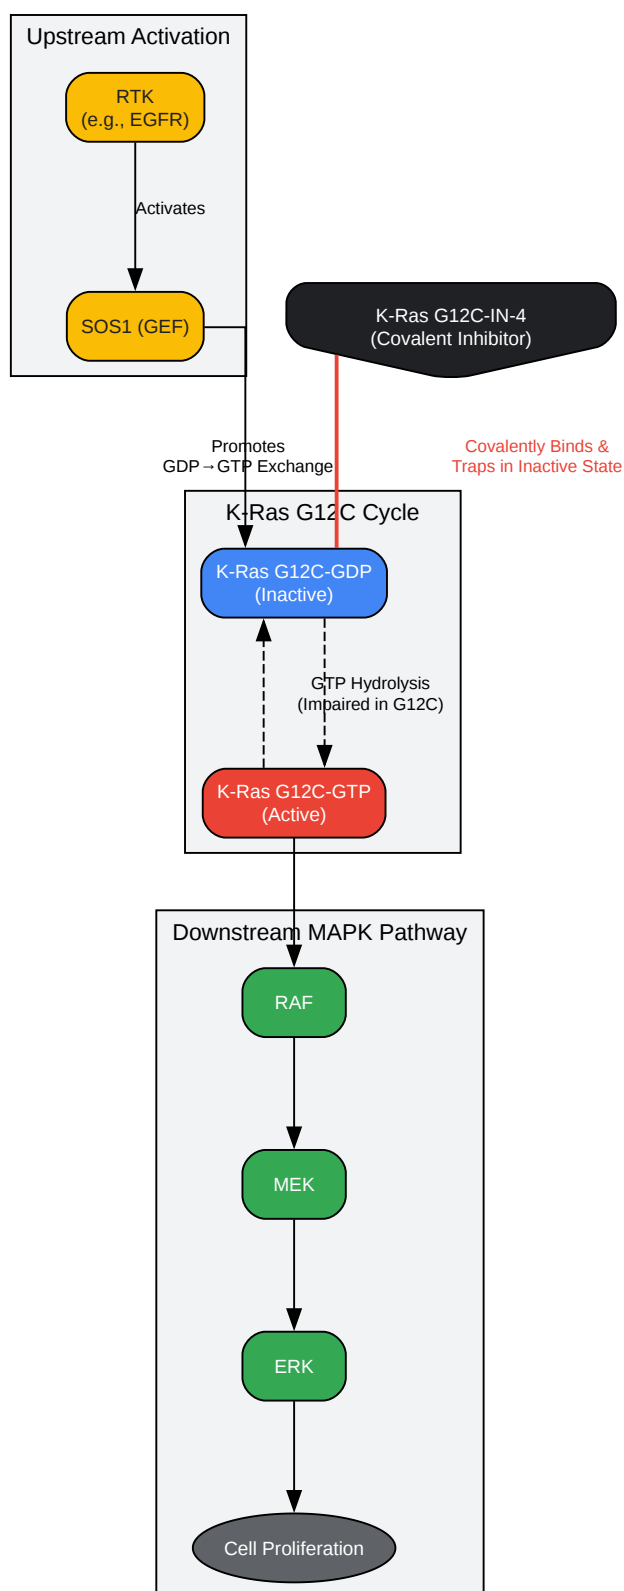 Upstream Activation
RTK
(e.g., EGFR)
Activates
SOS1 (GEF)
K-Ras G12C-IN-4
(Covalent Inhibitor)
Promotes
GDP→GTP Exchange
Covalently Binds &
Traps in Inactive State
K-Ras G12C Cycle
K-Ras G12C-GDP
(Inactive)
GTP Hydrolysis
(Impaired in G12C)
K-Ras G12C-GTP
(Active)
Downstream MAPK Pathway
RAF
MEK
ERK
Cell Proliferation